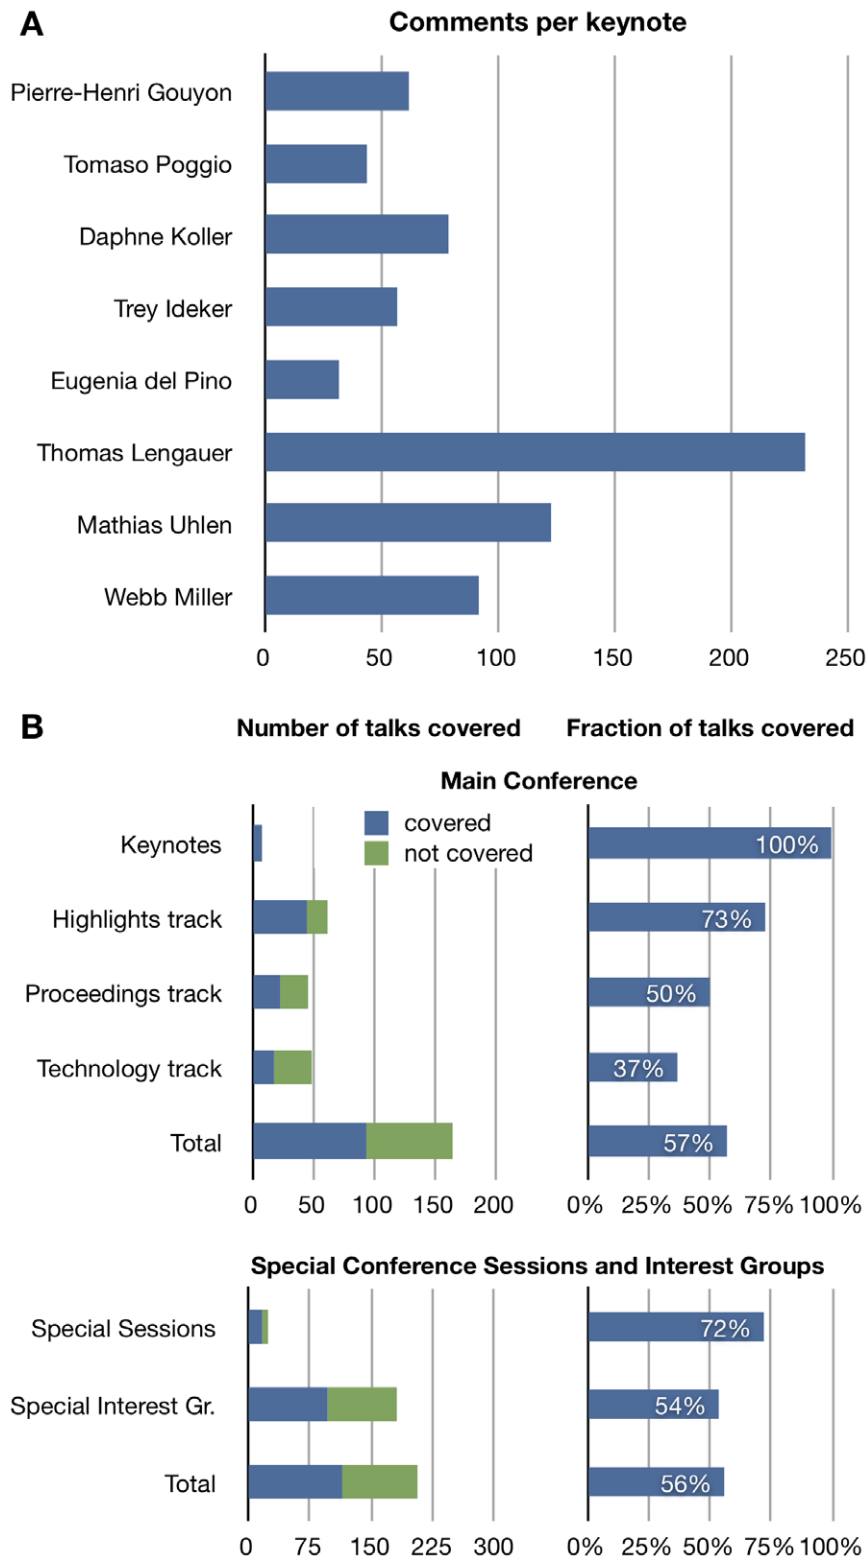 A
Comments per keynote
Pierre-Henri Gouyon
Tomaso Poggio
Daphne Koller
Trey Ideker
Eugenia del Pino
Thomas Lengauer
Mathias Uhlen
Webb Miller
0 50 100 150 200 250
B
Number of talks covered Fraction of talks covered
Main Conference
covered
not covered
Keynotes 100%
Highlights track 73%
Proceedings track 50%
Technology track 37%
Total 57%
0 50 100 150 200 0% 25% 50% 75% 100%
Special Conference Sessions and Interest Groups
Special Sessions 72%
Special Interest Gr. 54%
Total 56%
0 75 150 225 300 0% 25% 50% 75% 100%